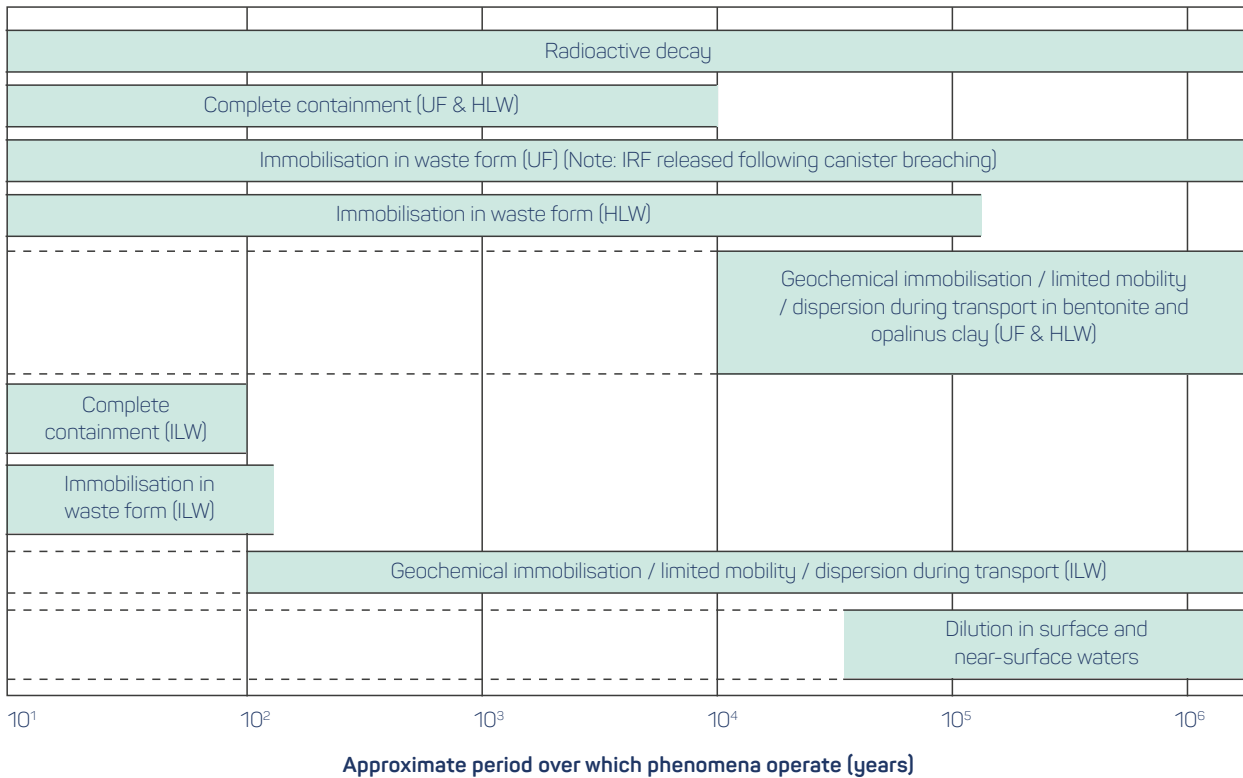 Radioactive decay
Complete containment (UF & HLW)
Immobilisation in waste form (UF) (Note: IRF released following canister breaching)
Immobilisation in waste form (HLW)
Geochemical immobilisation / limited mobility
/ dispersion during transport in bentonite and
opalinus clay (UF & HLW)
Complete
containment (ILW)
Immobilisation in
waste form (ILW)
Geochemical immobilisation / limited mobility / dispersion during transport (ILW)
Dilution in surface and
near-surface waters
10¹ 10² 10³ 10⁴ 10⁵ 10⁶
Approximate period over which phenomena operate (years)